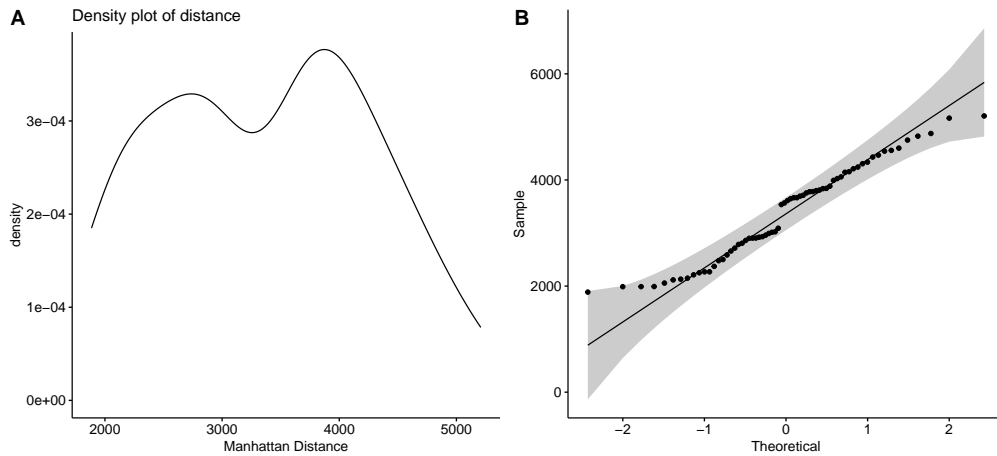 A
Density plot of distance
density
3e−04
2e−04
1e−04
0e+00
2000 3000 4000 5000
Manhattan Distance
B
Sample
6000
4000
2000
0
−2 −1 0 1 2
Theoretical